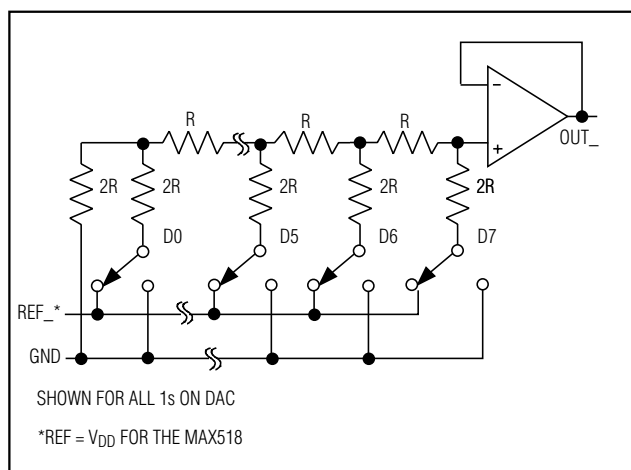 R R R
−
+
OUT_
2R 2R 2R 2R 2R
D0 D5 D6 D7
REF_*
GND
SHOWN FOR ALL 1s ON DAC
*REF = VDD FOR THE MAX518